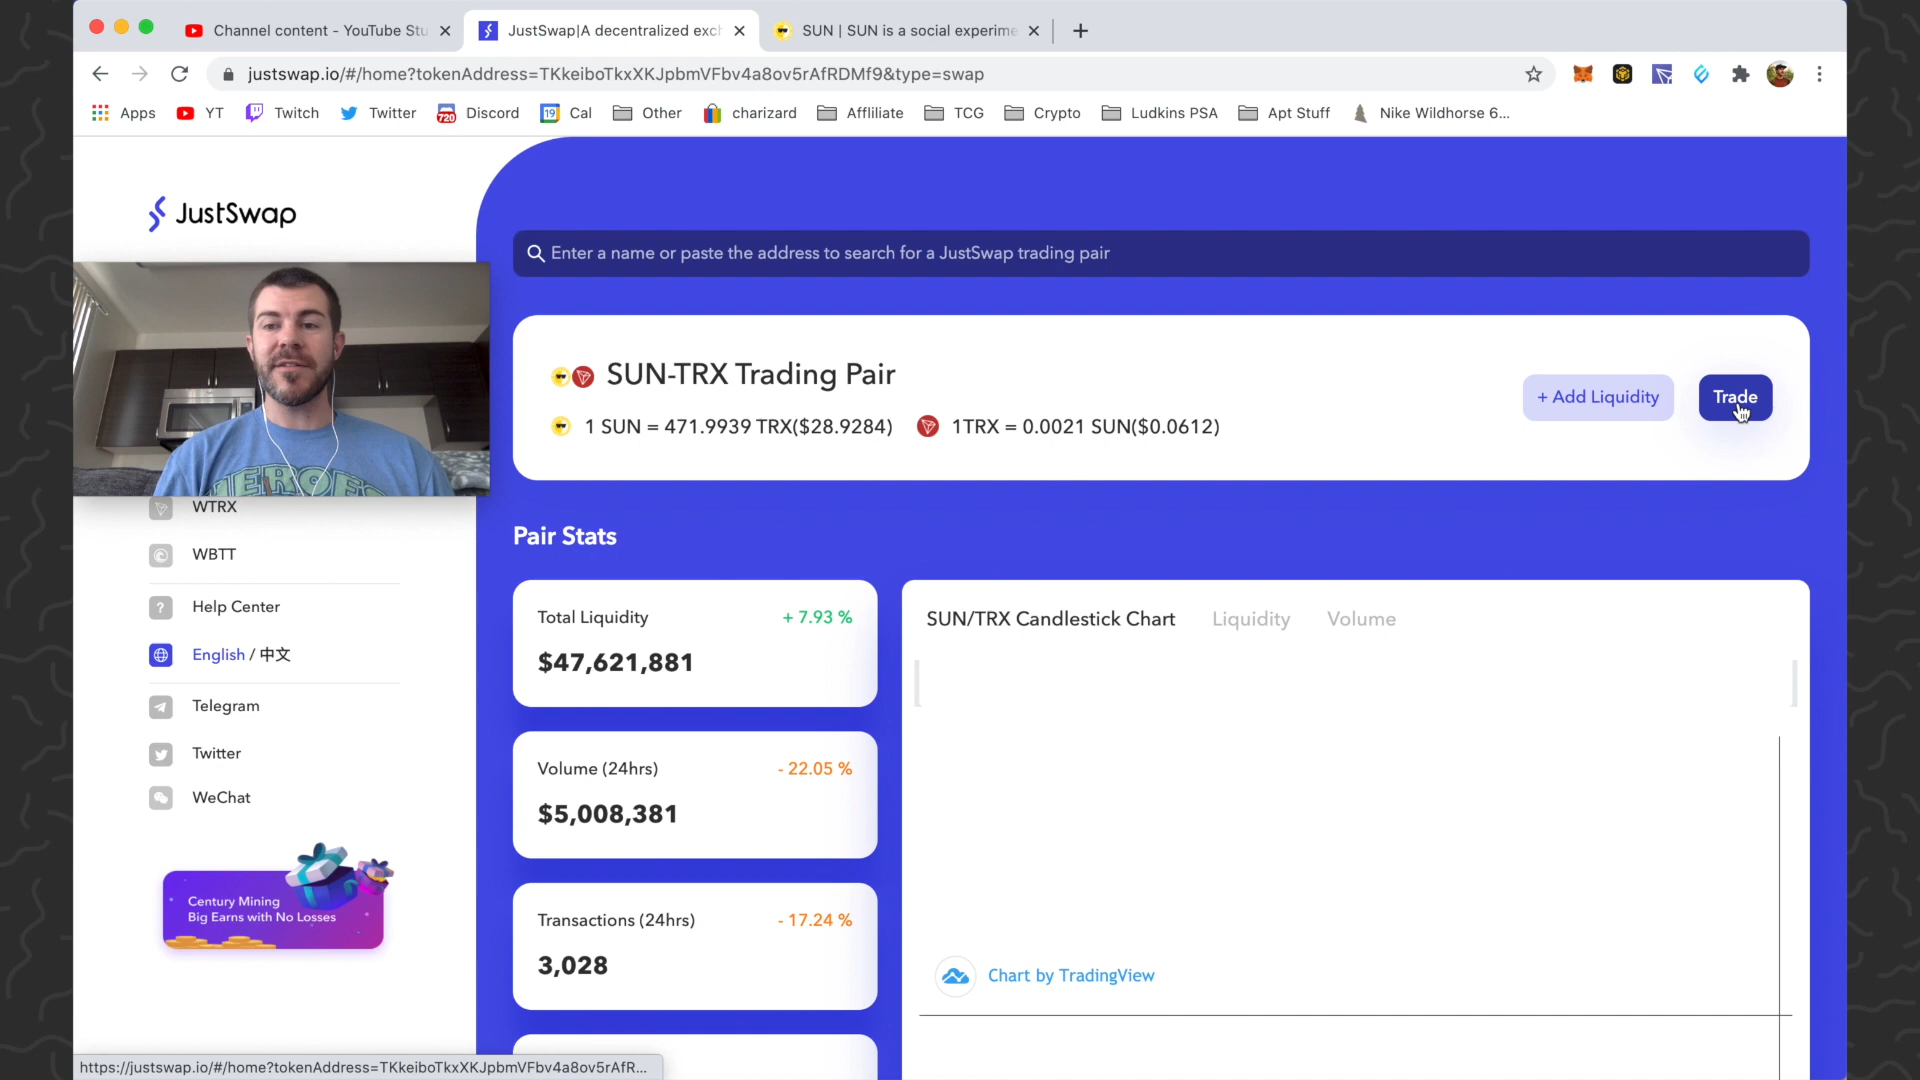 Channel content - YouTube Stu
JustSwap|A decentralized exch
SUN | SUN is a social experime
justswap.io/#/home?tokenAddress=TKkeiboTkxXKJpbmVFbv4a8ov5rAfRDMf9&type=swap
Apps
YT
Twitch
Twitter
720
Discord
19
Cal
Other
charizard
Affliliate
TCG
Crypto
Ludkins PSA
Apt Stuff
Nike Wildhorse 6...
JustSwap
Enter a name or paste the address to search for a JustSwap trading pair
SUN-TRX Trading Pair
1 SUN = 471.9939 TRX($28.9284)
1TRX = 0.0021 SUN($0.0612)
+ Add Liquidity
Trade
HEROES
WTRX
WBTT
Help Center
English / 中文
Telegram
Twitter
WeChat
Century Mining
Big Earns with No Losses
Pair Stats
Total Liquidity
+ 7.93 %
$47,621,881
Volume (24hrs)
- 22.05 %
$5,008,381
Transactions (24hrs)
- 17.24 %
3,028
SUN/TRX Candlestick Chart
Liquidity
Volume
Chart by TradingView
https://justswap.io/#/home?tokenAddress=TKkeiboTkxXKJpbmVFbv4a8ov5rAfR...